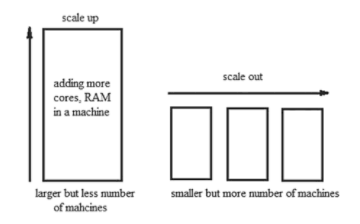 scale up
adding more
cores, RAM
in a machine
larger but less number
of mahcines
scale out
smaller but more number of machines